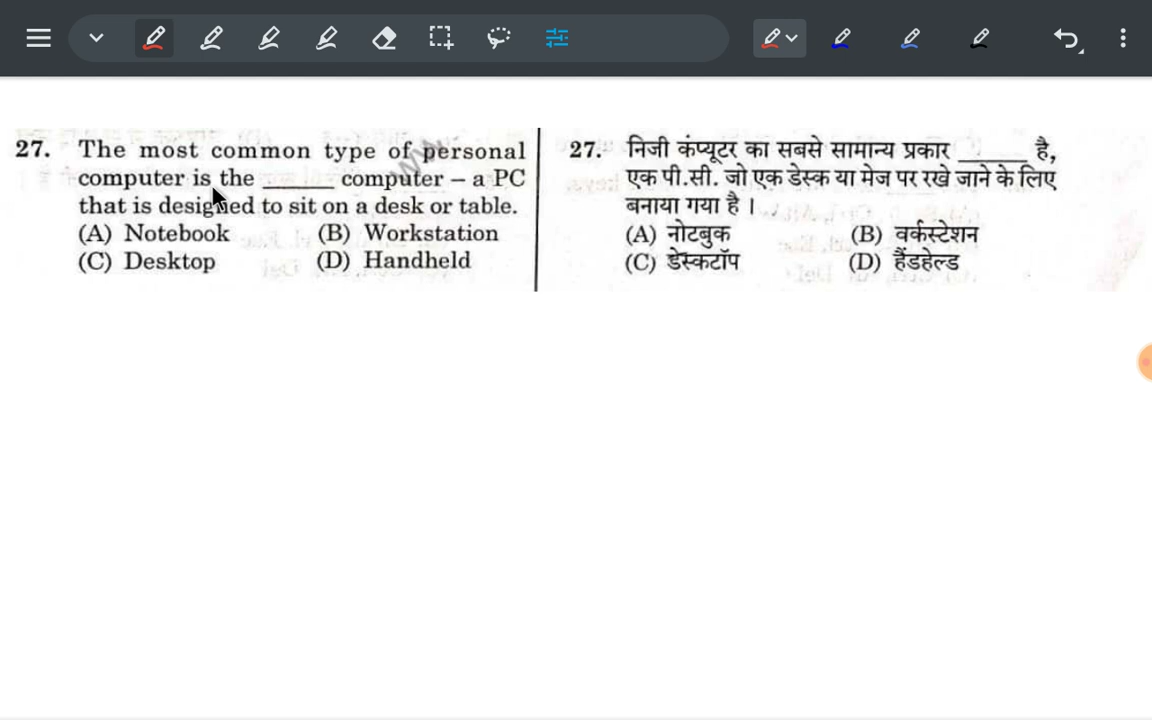 27. The most common type of personal
computer is the ______ computer – a PC
that is designed to sit on a desk or table.
(A) Notebook (B) Workstation
(C) Desktop (D) Handheld
27. निजी कंप्यूटर का सबसे सामान्य प्रकार ______ है,
एक पी.सी. जो एक डेस्क या मेज पर रखे जाने के लिए
बनाया गया है ।
(A) नोटबुक (B) वर्कस्टेशन
(C) डेस्कटॉप (D) हैंडहेल्ड